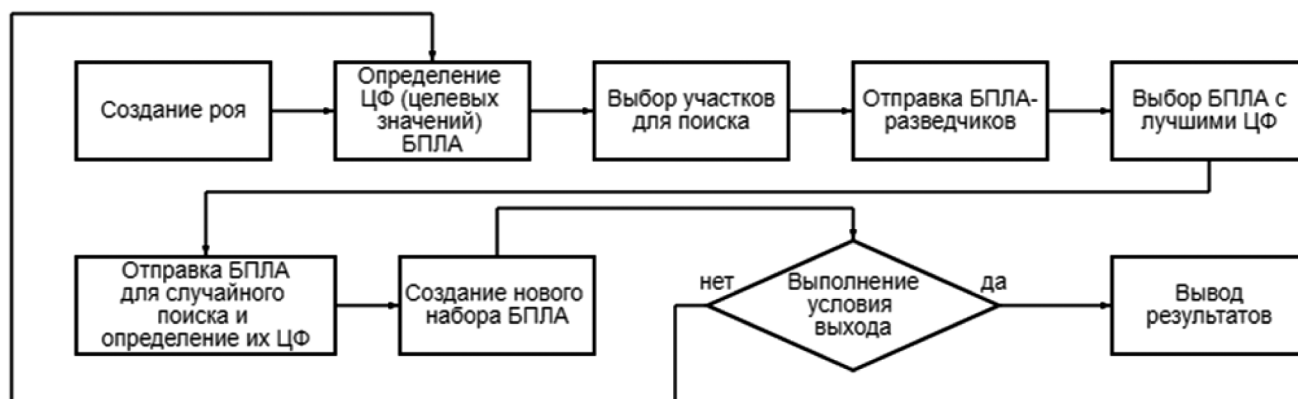 Создание роя
Определение
ЦФ (целевых
значений)
БПЛА
Выбор участков
для поиска
Отправка БПЛА-
разведчиков
Выбор БПЛА с
лучшими ЦФ
Отправка БПЛА
для случайного
поиска и
определение их ЦФ
Создание нового
набора БПЛА
нет
Выполнение
условия
выхода
да
Вывод
результатов